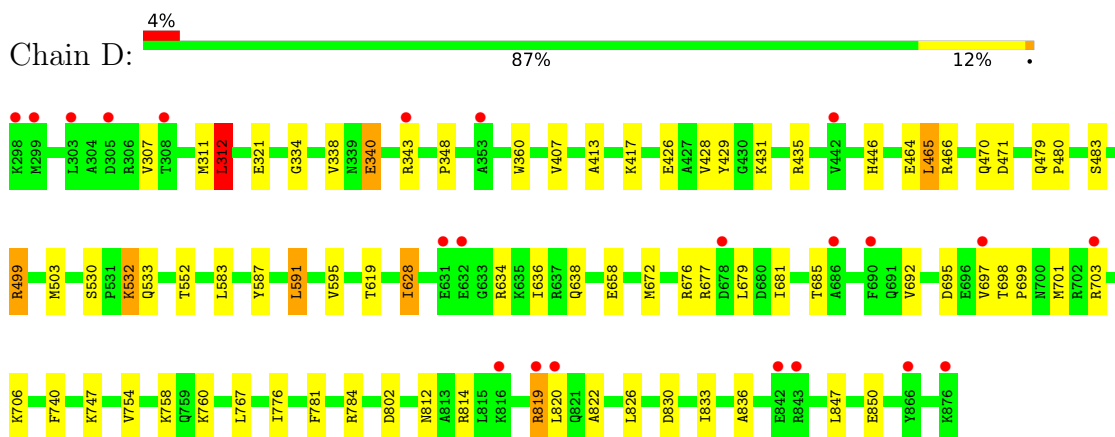 4%
Chain D:
87% 12% •
K298 M299 L303 A304 D305 R306 V307 T308 M311 L312 E321 G334 V338 N339 E340 R343 P348 A353 W360 V407 A413 K417 E426 A427 V428 Y429 G430 K431 R435 V442 H446 E464 L465 R466 Q470 D471 Q479 P480 S483
R499 M503 S530 P531 K532 Q533 T552 L583 Y587 L591 V595 T619 I628 E631 E632 G633 R634 K635 I636 R637 Q638 E658 M672 R676 R677 D678 L679 D680 I681 T685 A686 F690 Q691 V692 D695 E696 V697 T698 P699 N700 M701 R702 R703
K706 F740 K747 V754 K758 Q759 K760 L767 I776 F781 R784 D802 N812 A813 R814 L815 K816 R819 L820 Q821 A822 L826 D830 I833 A836 E842 R843 L847 E850 Y866 K876